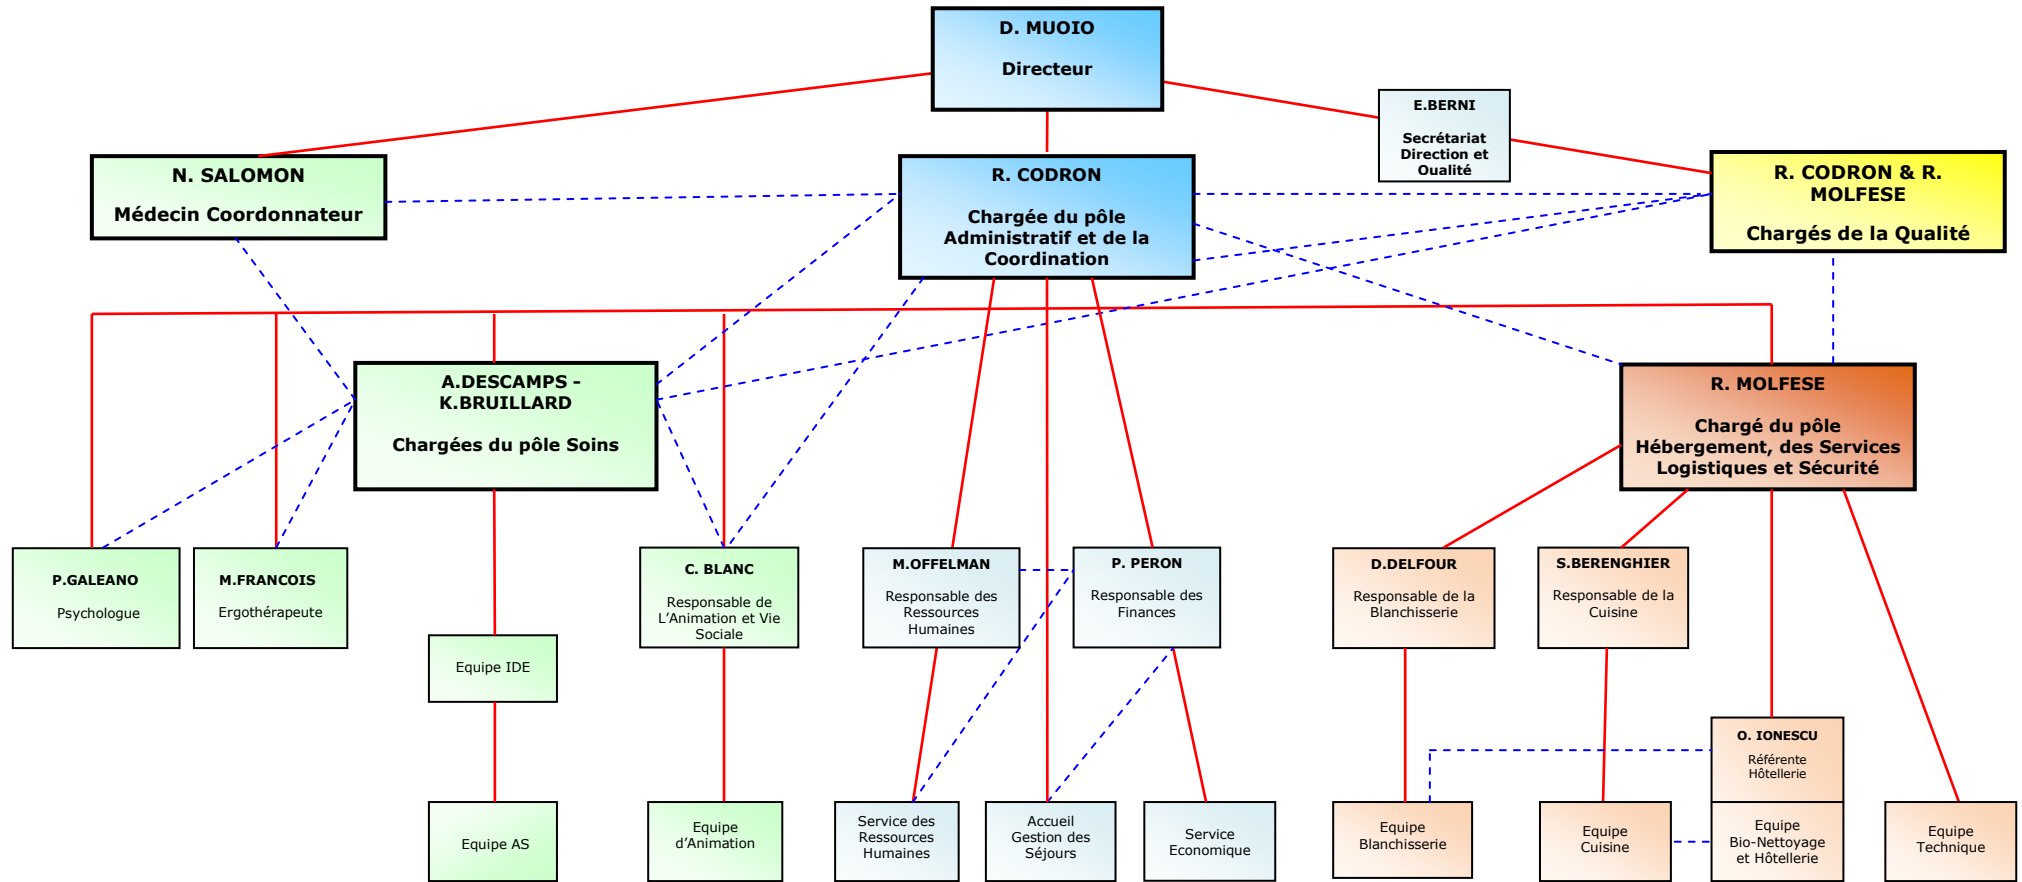 D. MUOIO
Directeur
E.BERNI
Secrétariat
Direction et
Oualité
N. SALOMON
Médecin Coordonnateur
R. CODRON
Chargée du pôle
Administratif et de la
Coordination
R. CODRON & R.
MOLFESE
Chargés de la Qualité
A.DESCAMPS -
K.BRUILLARD
Chargées du pôle Soins
R. MOLFESE
Chargé du pôle
Hébergement, des Services
Logistiques et Sécurité
P.GALEANO
Psychologue
M.FRANCOIS
Ergothérapeute
C. BLANC
Responsable de
L’Animation et Vie
Sociale
M.OFFELMAN
Responsable des
Ressources
Humaines
P. PERON
Responsable des
Finances
D.DELFOUR
Responsable de la
Blanchisserie
S.BERENGHIER
Responsable de la
Cuisine
Equipe IDE
O. IONESCU
Référente
Hôtellerie
Equipe AS
Equipe
d’Animation
Service des
Ressources
Humaines
Accueil
Gestion des
Séjours
Service
Economique
Equipe
Blanchisserie
Equipe
Cuisine
Equipe
Bio-Nettoyage
et Hôtellerie
Equipe
Technique